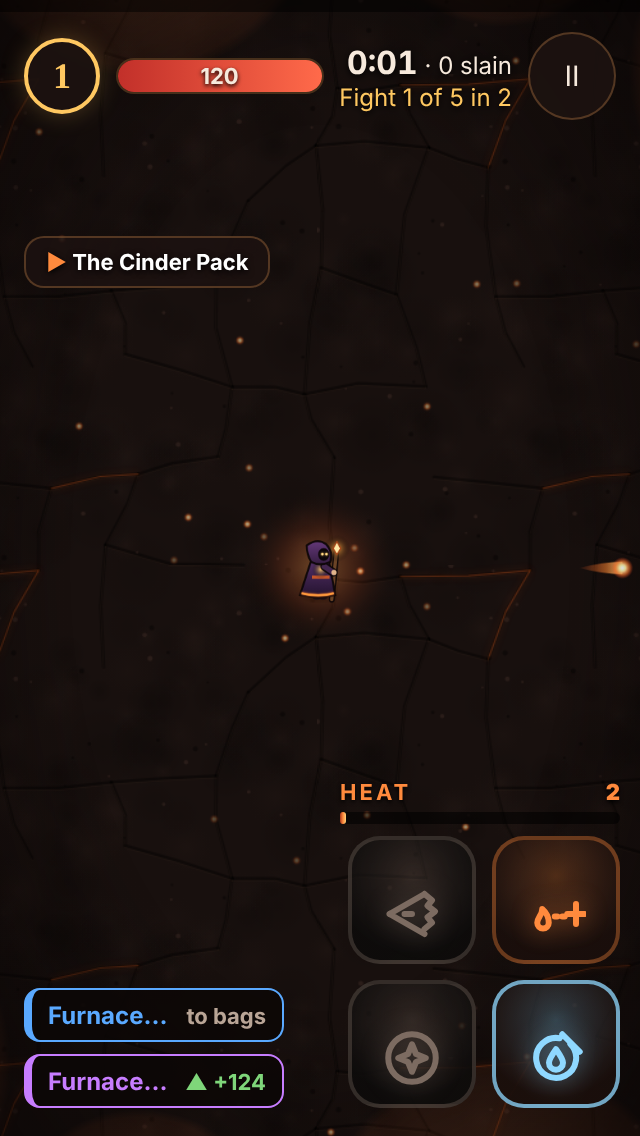 1
120
0:01 · 0 slain
Fight 1 of 5 in 2
The Cinder Pack
HEAT 2
Furnace... to bags
Furnace... ▲ +124